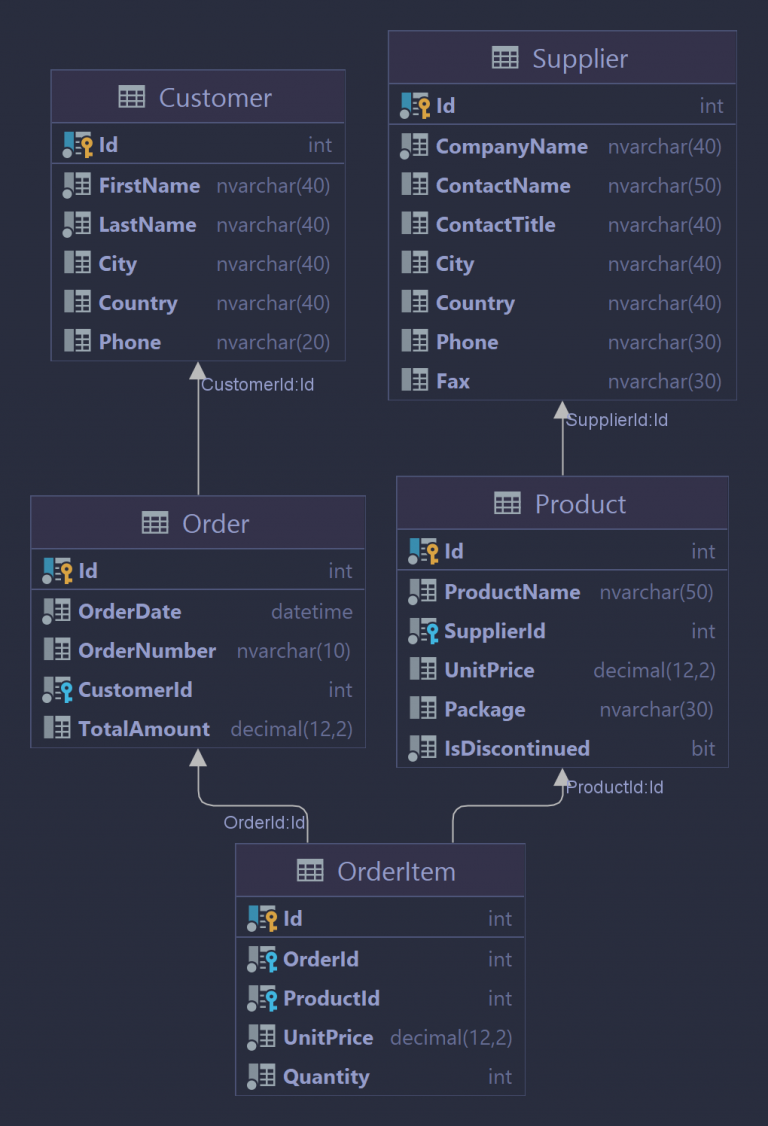 Customer
Id int
FirstName nvarchar(40)
LastName nvarchar(40)
City nvarchar(40)
Country nvarchar(40)
Phone nvarchar(20)
Supplier
Id int
CompanyName nvarchar(40)
ContactName nvarchar(50)
ContactTitle nvarchar(40)
City nvarchar(40)
Country nvarchar(40)
Phone nvarchar(30)
Fax nvarchar(30)
CustomerId:Id
SupplierId:Id
Order
Id int
OrderDate datetime
OrderNumber nvarchar(10)
CustomerId int
TotalAmount decimal(12,2)
Product
Id int
ProductName nvarchar(50)
SupplierId int
UnitPrice decimal(12,2)
Package nvarchar(30)
IsDiscontinued bit
OrderId:Id
ProductId:Id
OrderItem
Id int
OrderId int
ProductId int
UnitPrice decimal(12,2)
Quantity int